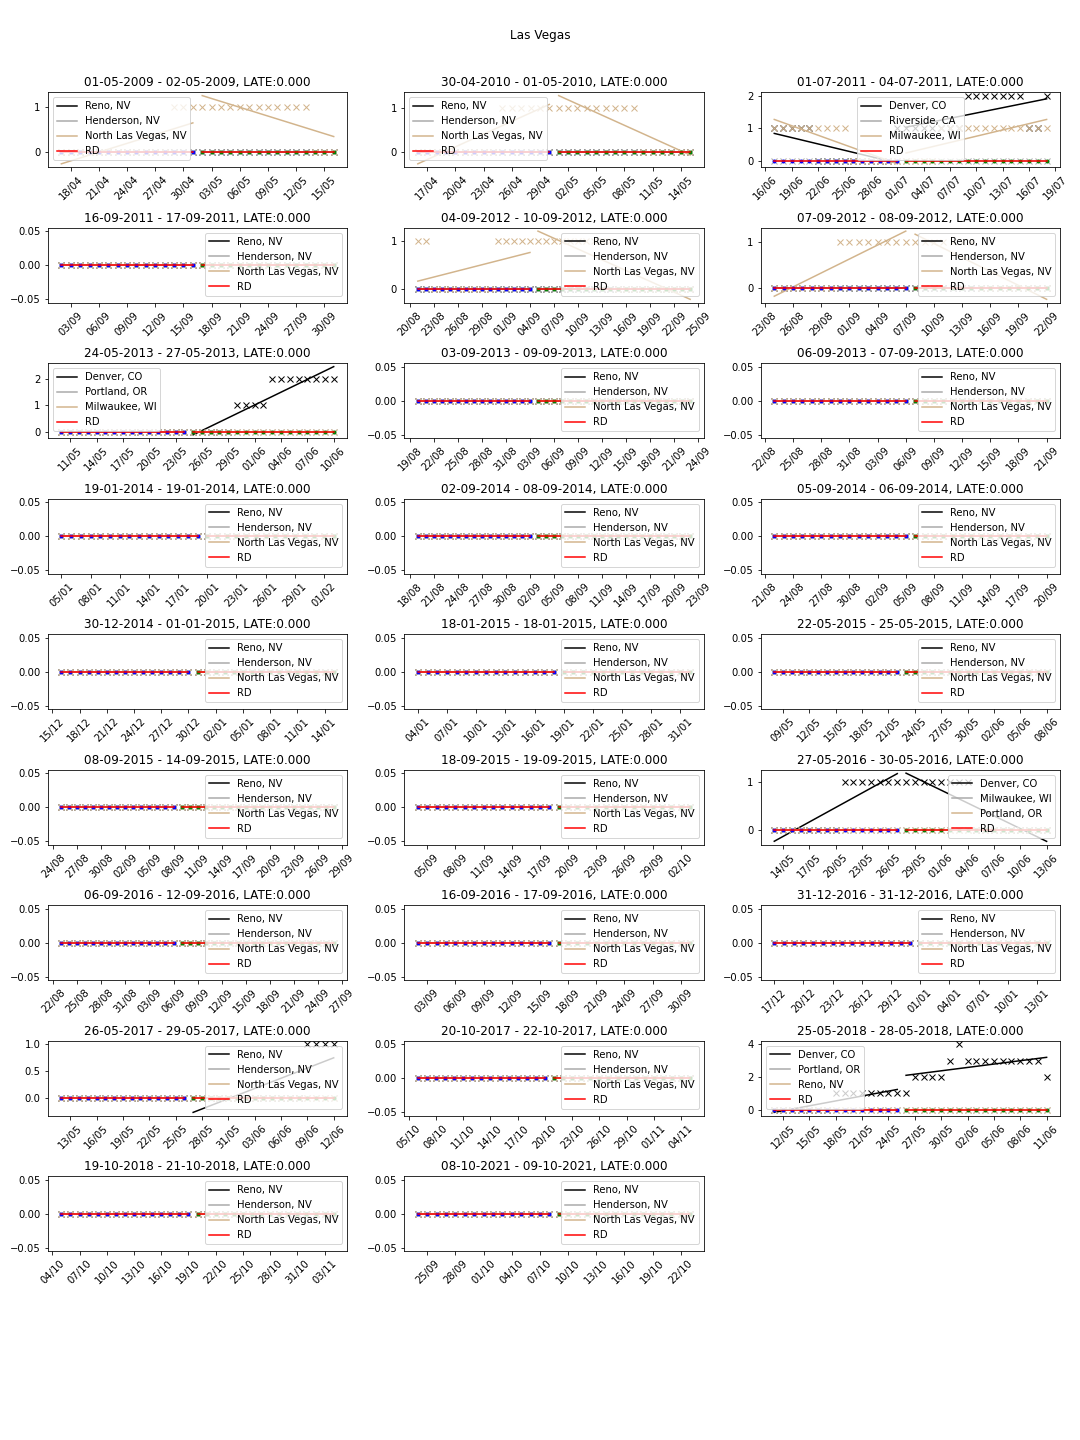 Las Vegas
01-05-2009 - 02-05-2009, LATE:0.000
1
0
Reno, NV
Henderson, NV
North Las Vegas, NV
RD
18/04 21/04 24/04 27/04 30/04 03/05 06/05 09/05 12/05 15/05
30-04-2010 - 01-05-2010, LATE:0.000
1
0
Reno, NV
Henderson, NV
North Las Vegas, NV
RD
17/04 20/04 23/04 26/04 29/04 02/05 05/05 08/05 11/05 14/05
01-07-2011 - 04-07-2011, LATE:0.000
2
1
0
Denver, CO
Riverside, CA
Milwaukee, WI
RD
16/06 19/06 22/06 25/06 28/06 01/07 04/07 07/07 10/07 13/07 16/07 19/07
16-09-2011 - 17-09-2011, LATE:0.000
0.05
0.00
−0.05
Reno, NV
Henderson, NV
North Las Vegas, NV
RD
03/09 06/09 09/09 12/09 15/09 18/09 21/09 24/09 27/09 30/09
04-09-2012 - 10-09-2012, LATE:0.000
1
0
Reno, NV
Henderson, NV
North Las Vegas, NV
RD
20/08 23/08 26/08 29/08 01/09 04/09 07/09 10/09 13/09 16/09 19/09 22/09 25/09
07-09-2012 - 08-09-2012, LATE:0.000
1
0
Reno, NV
Henderson, NV
North Las Vegas, NV
RD
23/08 26/08 29/08 01/09 04/09 07/09 10/09 13/09 16/09 19/09 22/09
24-05-2013 - 27-05-2013, LATE:0.000
2
1
0
Denver, CO
Portland, OR
Milwaukee, WI
RD
11/05 14/05 17/05 20/05 23/05 26/05 29/05 01/06 04/06 07/06 10/06
03-09-2013 - 09-09-2013, LATE:0.000
0.05
0.00
−0.05
Reno, NV
Henderson, NV
North Las Vegas, NV
RD
19/08 22/08 25/08 28/08 31/08 03/09 06/09 09/09 12/09 15/09 18/09 21/09 24/09
06-09-2013 - 07-09-2013, LATE:0.000
0.05
0.00
−0.05
Reno, NV
Henderson, NV
North Las Vegas, NV
RD
22/08 25/08 28/08 31/08 03/09 06/09 09/09 12/09 15/09 18/09 21/09
19-01-2014 - 19-01-2014, LATE:0.000
0.05
0.00
−0.05
Reno, NV
Henderson, NV
North Las Vegas, NV
RD
05/01 08/01 11/01 14/01 17/01 20/01 23/01 26/01 29/01 01/02
02-09-2014 - 08-09-2014, LATE:0.000
0.05
0.00
−0.05
Reno, NV
Henderson, NV
North Las Vegas, NV
RD
18/08 21/08 24/08 27/08 30/08 02/09 05/09 08/09 11/09 14/09 17/09 20/09 23/09
05-09-2014 - 06-09-2014, LATE:0.000
0.05
0.00
−0.05
Reno, NV
Henderson, NV
North Las Vegas, NV
RD
21/08 24/08 27/08 30/08 02/09 05/09 08/09 11/09 14/09 17/09 20/09
30-12-2014 - 01-01-2015, LATE:0.000
0.05
0.00
−0.05
Reno, NV
Henderson, NV
North Las Vegas, NV
RD
15/12 18/12 21/12 24/12 27/12 30/12 02/01 05/01 08/01 11/01 14/01
18-01-2015 - 18-01-2015, LATE:0.000
0.05
0.00
−0.05
Reno, NV
Henderson, NV
North Las Vegas, NV
RD
04/01 07/01 10/01 13/01 16/01 19/01 22/01 25/01 28/01 31/01
22-05-2015 - 25-05-2015, LATE:0.000
0.05
0.00
−0.05
Reno, NV
Henderson, NV
North Las Vegas, NV
RD
09/05 12/05 15/05 18/05 21/05 24/05 27/05 30/05 02/06 05/06 08/06
08-09-2015 - 14-09-2015, LATE:0.000
0.05
0.00
−0.05
Reno, NV
Henderson, NV
North Las Vegas, NV
RD
24/08 27/08 30/08 02/09 05/09 08/09 11/09 14/09 17/09 20/09 23/09 26/09 29/09
18-09-2015 - 19-09-2015, LATE:0.000
0.05
0.00
−0.05
Reno, NV
Henderson, NV
North Las Vegas, NV
RD
05/09 08/09 11/09 14/09 17/09 20/09 23/09 26/09 29/09 02/10
27-05-2016 - 30-05-2016, LATE:0.000
1
0
Denver, CO
Milwaukee, WI
Portland, OR
RD
14/05 17/05 20/05 23/05 26/05 29/05 01/06 04/06 07/06 10/06 13/06
06-09-2016 - 12-09-2016, LATE:0.000
0.05
0.00
−0.05
Reno, NV
Henderson, NV
North Las Vegas, NV
RD
22/08 25/08 28/08 31/08 03/09 06/09 09/09 12/09 15/09 18/09 21/09 24/09 27/09
16-09-2016 - 17-09-2016, LATE:0.000
0.05
0.00
−0.05
Reno, NV
Henderson, NV
North Las Vegas, NV
RD
03/09 06/09 09/09 12/09 15/09 18/09 21/09 24/09 27/09 30/09
31-12-2016 - 31-12-2016, LATE:0.000
0.05
0.00
−0.05
Reno, NV
Henderson, NV
North Las Vegas, NV
RD
17/12 20/12 23/12 26/12 29/12 01/01 04/01 07/01 10/01 13/01
26-05-2017 - 29-05-2017, LATE:0.000
1.0
0.5
0.0
Reno, NV
Henderson, NV
North Las Vegas, NV
RD
13/05 16/05 19/05 22/05 25/05 28/05 31/05 03/06 06/06 09/06 12/06
20-10-2017 - 22-10-2017, LATE:0.000
0.05
0.00
−0.05
Reno, NV
Henderson, NV
North Las Vegas, NV
RD
05/10 08/10 11/10 14/10 17/10 20/10 23/10 26/10 29/10 01/11 04/11
25-05-2018 - 28-05-2018, LATE:0.000
4
2
0
Denver, CO
Portland, OR
Reno, NV
RD
12/05 15/05 18/05 21/05 24/05 27/05 30/05 02/06 05/06 08/06 11/06
19-10-2018 - 21-10-2018, LATE:0.000
0.05
0.00
−0.05
Reno, NV
Henderson, NV
North Las Vegas, NV
RD
04/10 07/10 10/10 13/10 16/10 19/10 22/10 25/10 28/10 31/10 03/11
08-10-2021 - 09-10-2021, LATE:0.000
0.05
0.00
−0.05
Reno, NV
Henderson, NV
North Las Vegas, NV
RD
25/09 28/09 01/10 04/10 07/10 10/10 13/10 16/10 19/10 22/10